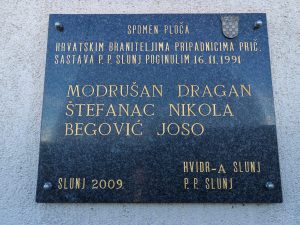 SPOMEN PLOČA
HRVATSKIM BRANITELJIMA PRIPADNICIMA PRIČ.
SASTAVA P.P. SLUNJ POGINULIM 16.11.1991
MODRUŠAN DRAGAN
ŠTEFANAC NIKOLA
BEGOVIĆ JOSO
HVIDR-A SLUNJ
SLUNJ 2009. P.P. SLUNJ